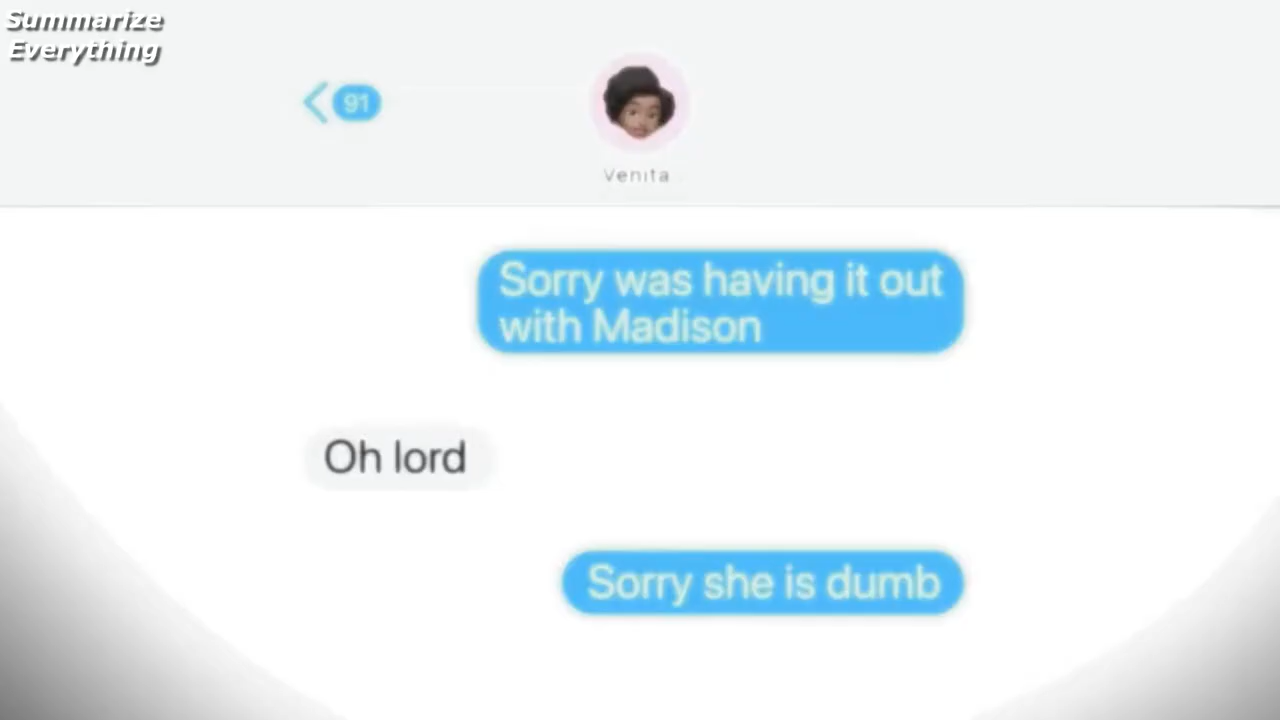 Summarize
Everything
91
Venita
Sorry was having it out
with Madison
Oh lord
Sorry she is dumb